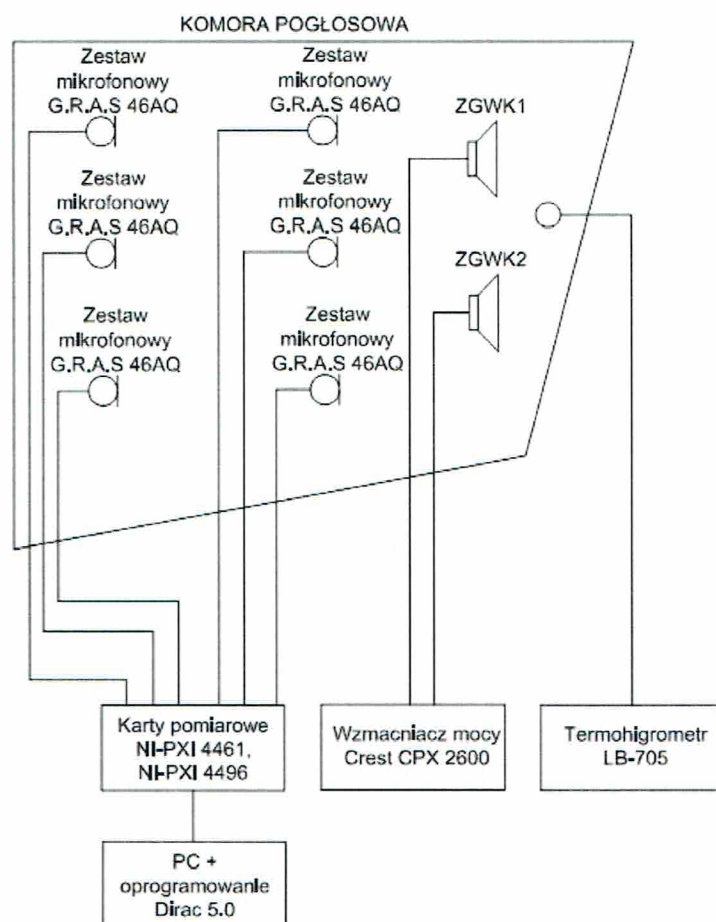 KOMORA POGŁOSOWA
Zestaw
mikrofonowy
G.R.A.S 46AQ
Zestaw
mikrofonowy
G.R.A.S 46AQ
ZGWK1
Zestaw
mikrofonowy
G.R.A.S 46AQ
Zestaw
mikrofonowy
G.R.A.S 46AQ
ZGWK2
Zestaw
mikrofonowy
G.R.A.S 46AQ
Zestaw
mikrofonowy
G.R.A.S 46AQ
Karty pomiarowe
NI-PXI 4461,
NI-PXI 4496
Wzmacniacz mocy
Crest CPX 2600
Termohigrometr
LB-705
PC +
oprogramowanie
Dirac 5.0